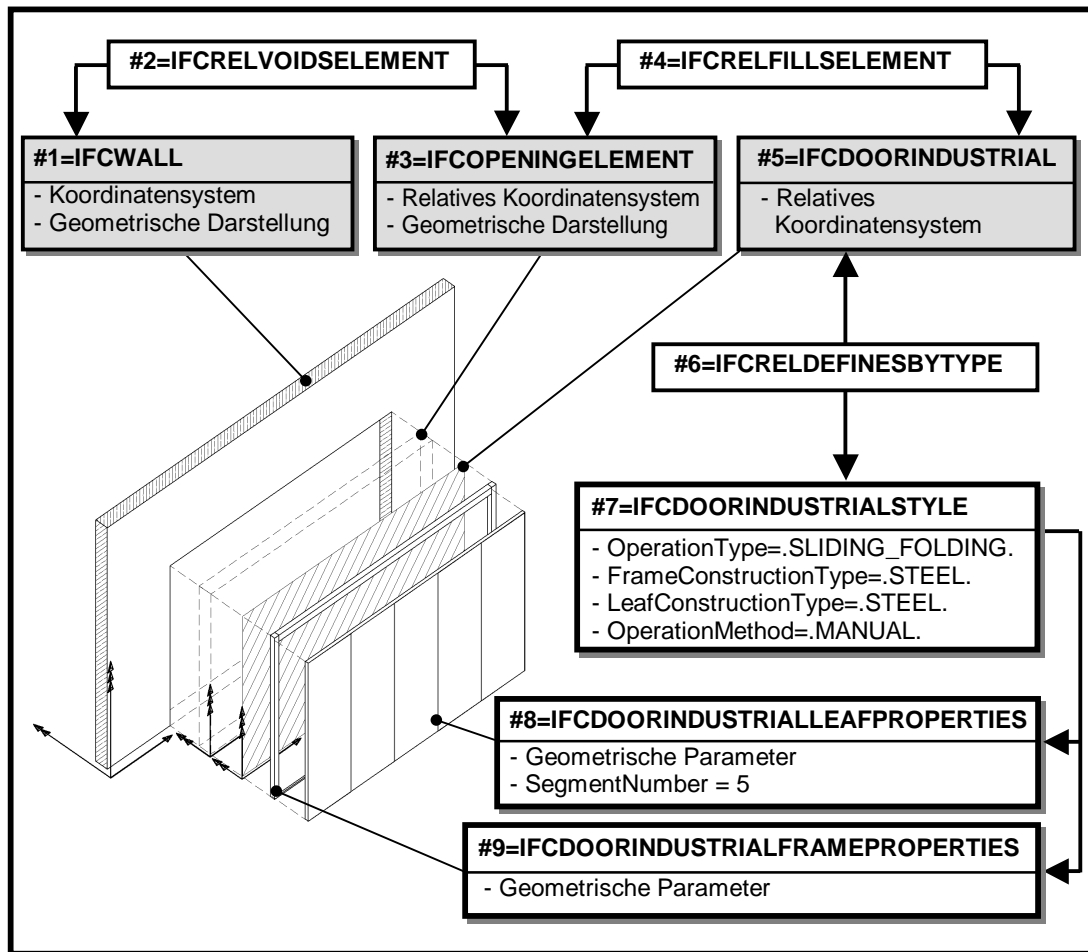 #2=IFCRELVOIDSELEMENT
#4=IFCRELFILLSELEMENT
#1=IFCWALL
- Koordinatensystem
- Geometrische Darstellung
#3=IFCOPENINGELEMENT
- Relatives Koordinatensystem
- Geometrische Darstellung
#5=IFCDOORINDUSTRIAL
- Relatives
Koordinatensystem
#6=IFCRELDEFINESBYTYPE
#7=IFCDOORINDUSTRIALSTYLE
- OperationType=.SLIDING_FOLDING.
- FrameConstructionType=.STEEL.
- LeafConstructionType=.STEEL.
- OperationMethod=.MANUAL.
#8=IFCDOORINDUSTRIALLEAFPROPERTIES
- Geometrische Parameter
- SegmentNumber = 5
#9=IFCDOORINDUSTRIALFRAMEPROPERTIES
- Geometrische Parameter